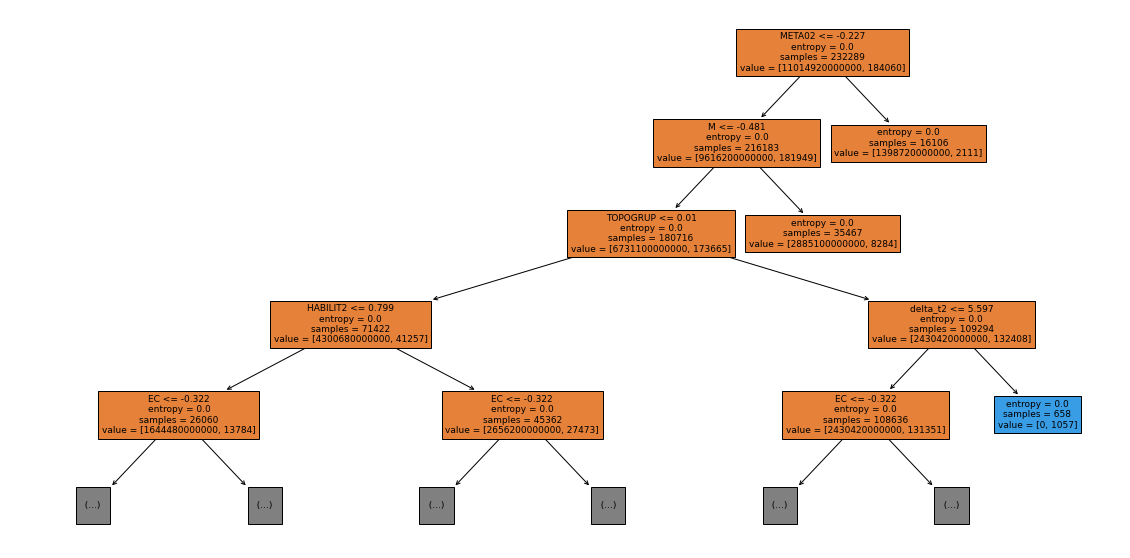 META02 <= -0.227
entropy = 0.0
samples = 232289
value = [11014920000000, 184060]
M <= -0.481
entropy = 0.0
samples = 216183
value = [9616200000000, 181949]
entropy = 0.0
samples = 16106
value = [1398720000000, 2111]
TOPOGRUP <= 0.01
entropy = 0.0
samples = 180716
value = [6731100000000, 173665]
entropy = 0.0
samples = 35467
value = [2885100000000, 8284]
HABILIT2 <= 0.799
entropy = 0.0
samples = 71422
value = [4300680000000, 41257]
delta_t2 <= 5.597
entropy = 0.0
samples = 109294
value = [2430420000000, 132408]
EC <= -0.322
entropy = 0.0
samples = 26060
value = [1644480000000, 13784]
EC <= -0.322
entropy = 0.0
samples = 45362
value = [2656200000000, 27473]
EC <= -0.322
entropy = 0.0
samples = 108636
value = [2430420000000, 131351]
entropy = 0.0
samples = 658
value = [0, 1057]
(...)
(...)
(...)
(...)
(...)
(...)